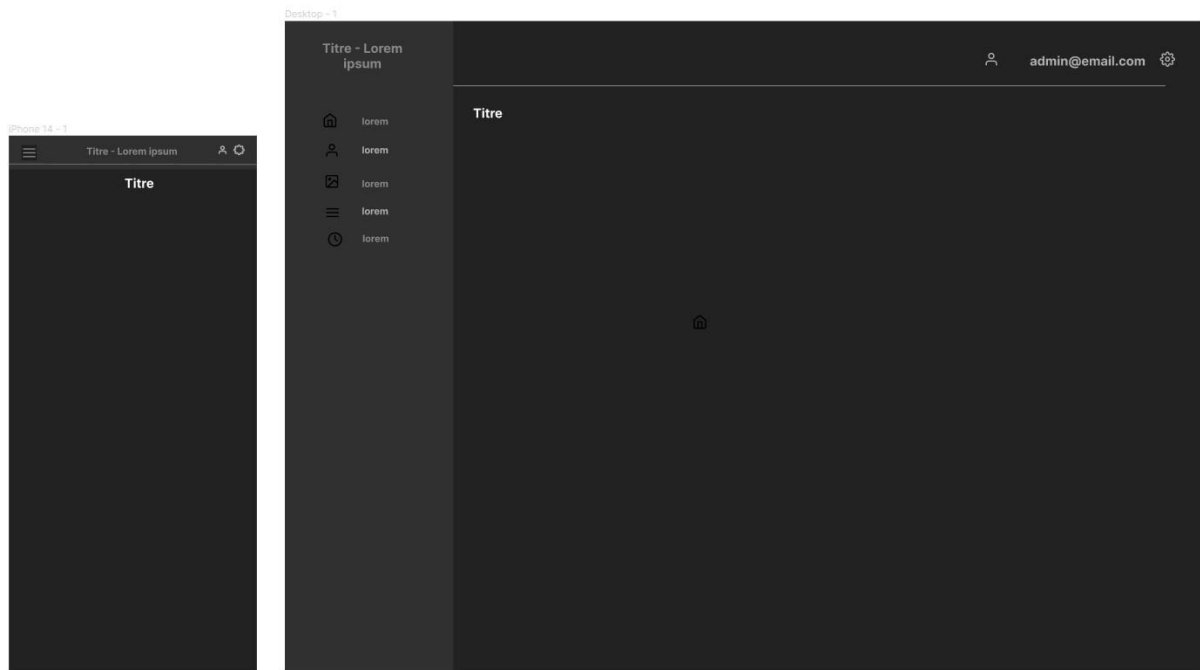 Desktop - 1
Titre - Lorem
ipsum
admin@email.com
Titre
lorem
lorem
lorem
lorem
lorem
iPhone 14 - 1
Titre - Lorem ipsum
Titre